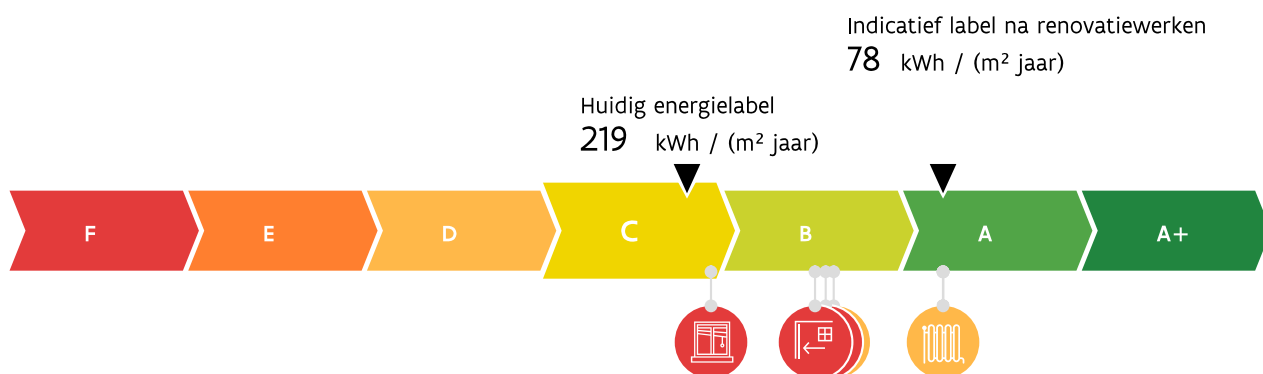 Indicatief label na renovatiewerken
78 kWh / (m² jaar)
Huidig energielabel
219 kWh / (m² jaar)
F E D C B A A+